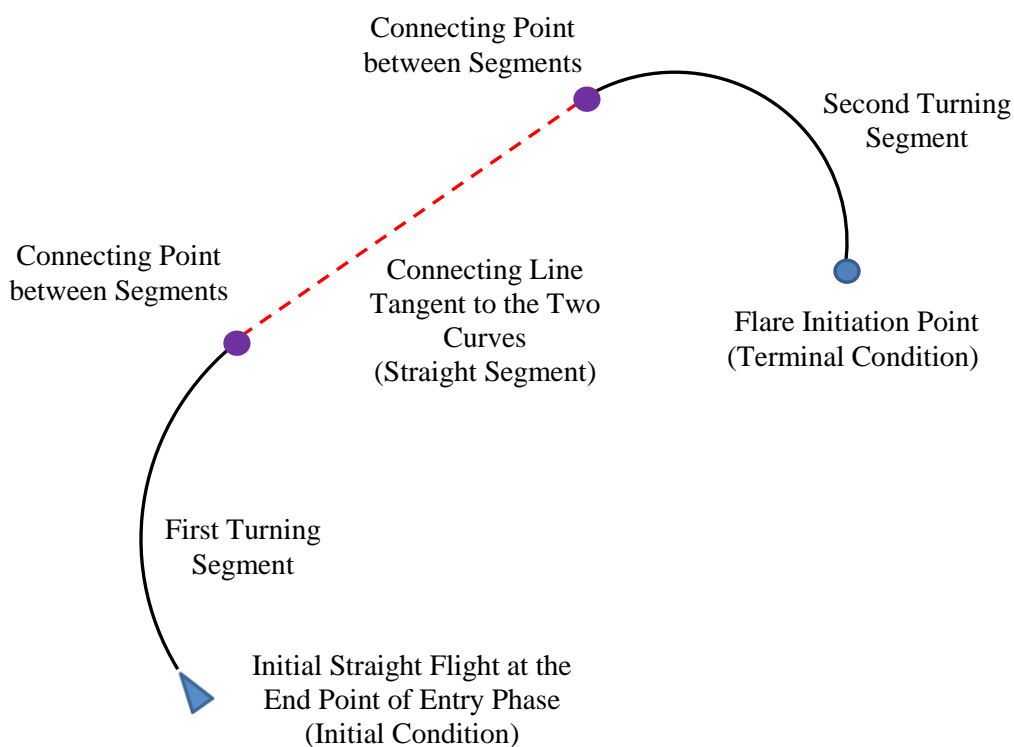 Connecting Point
between Segments
Second Turning
Segment
Connecting Point
between Segments
Connecting Line
Tangent to the Two
Curves
(Straight Segment)
Flare Initiation Point
(Terminal Condition)
First Turning
Segment
Initial Straight Flight at the
End Point of Entry Phase
(Initial Condition)